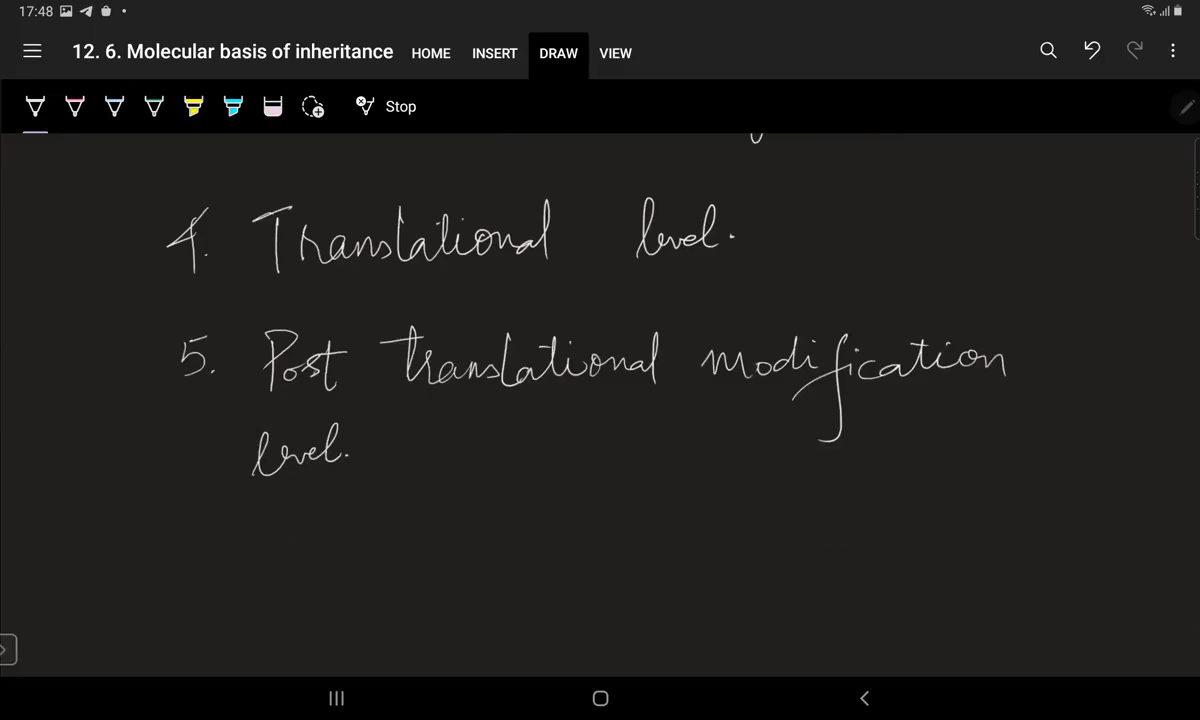 17:48
12. 6. Molecular basis of inheritance HOME INSERT DRAW VIEW
Stop
4. Translational level.
5. Post translational modification
level.